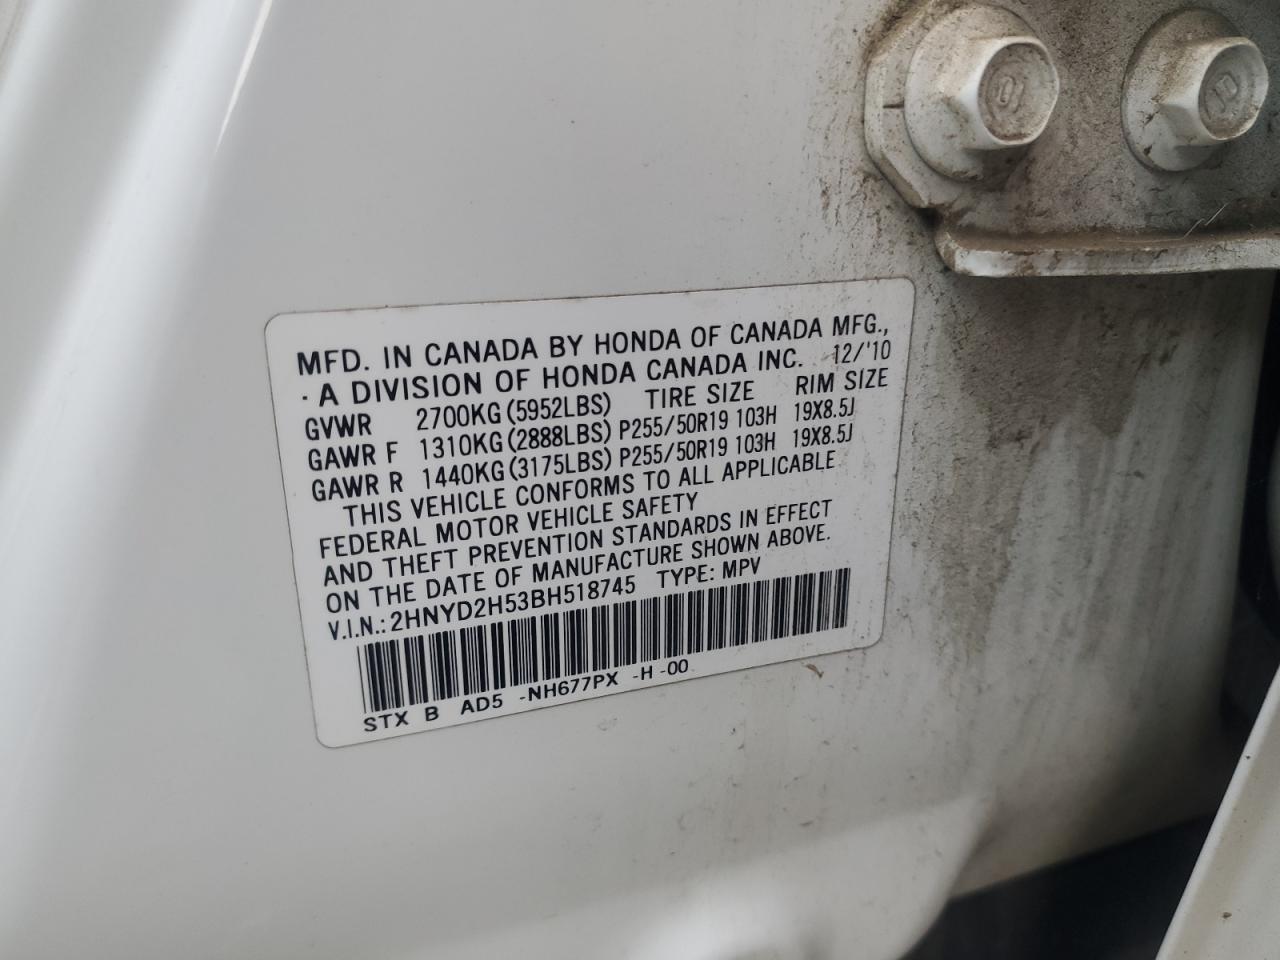 MFD. IN CANADA BY HONDA OF CANADA MFG.,
· A DIVISION OF HONDA CANADA INC. 12/'10
GVWR 2700KG (5952LBS) TIRE SIZE RIM SIZE
GAWR F 1310KG (2888LBS) P255/50R19 103H 19X8.5J
GAWR R 1440KG (3175LBS) P255/50R19 103H 19X8.5J
THIS VEHICLE CONFORMS TO ALL APPLICABLE
FEDERAL MOTOR VEHICLE SAFETY
AND THEFT PREVENTION STANDARDS IN EFFECT
ON THE DATE OF MANUFACTURE SHOWN ABOVE.
V.I.N.: 2HNYD2H53BH518745 TYPE: MPV
STX B AD5 -NH677PX -H -00